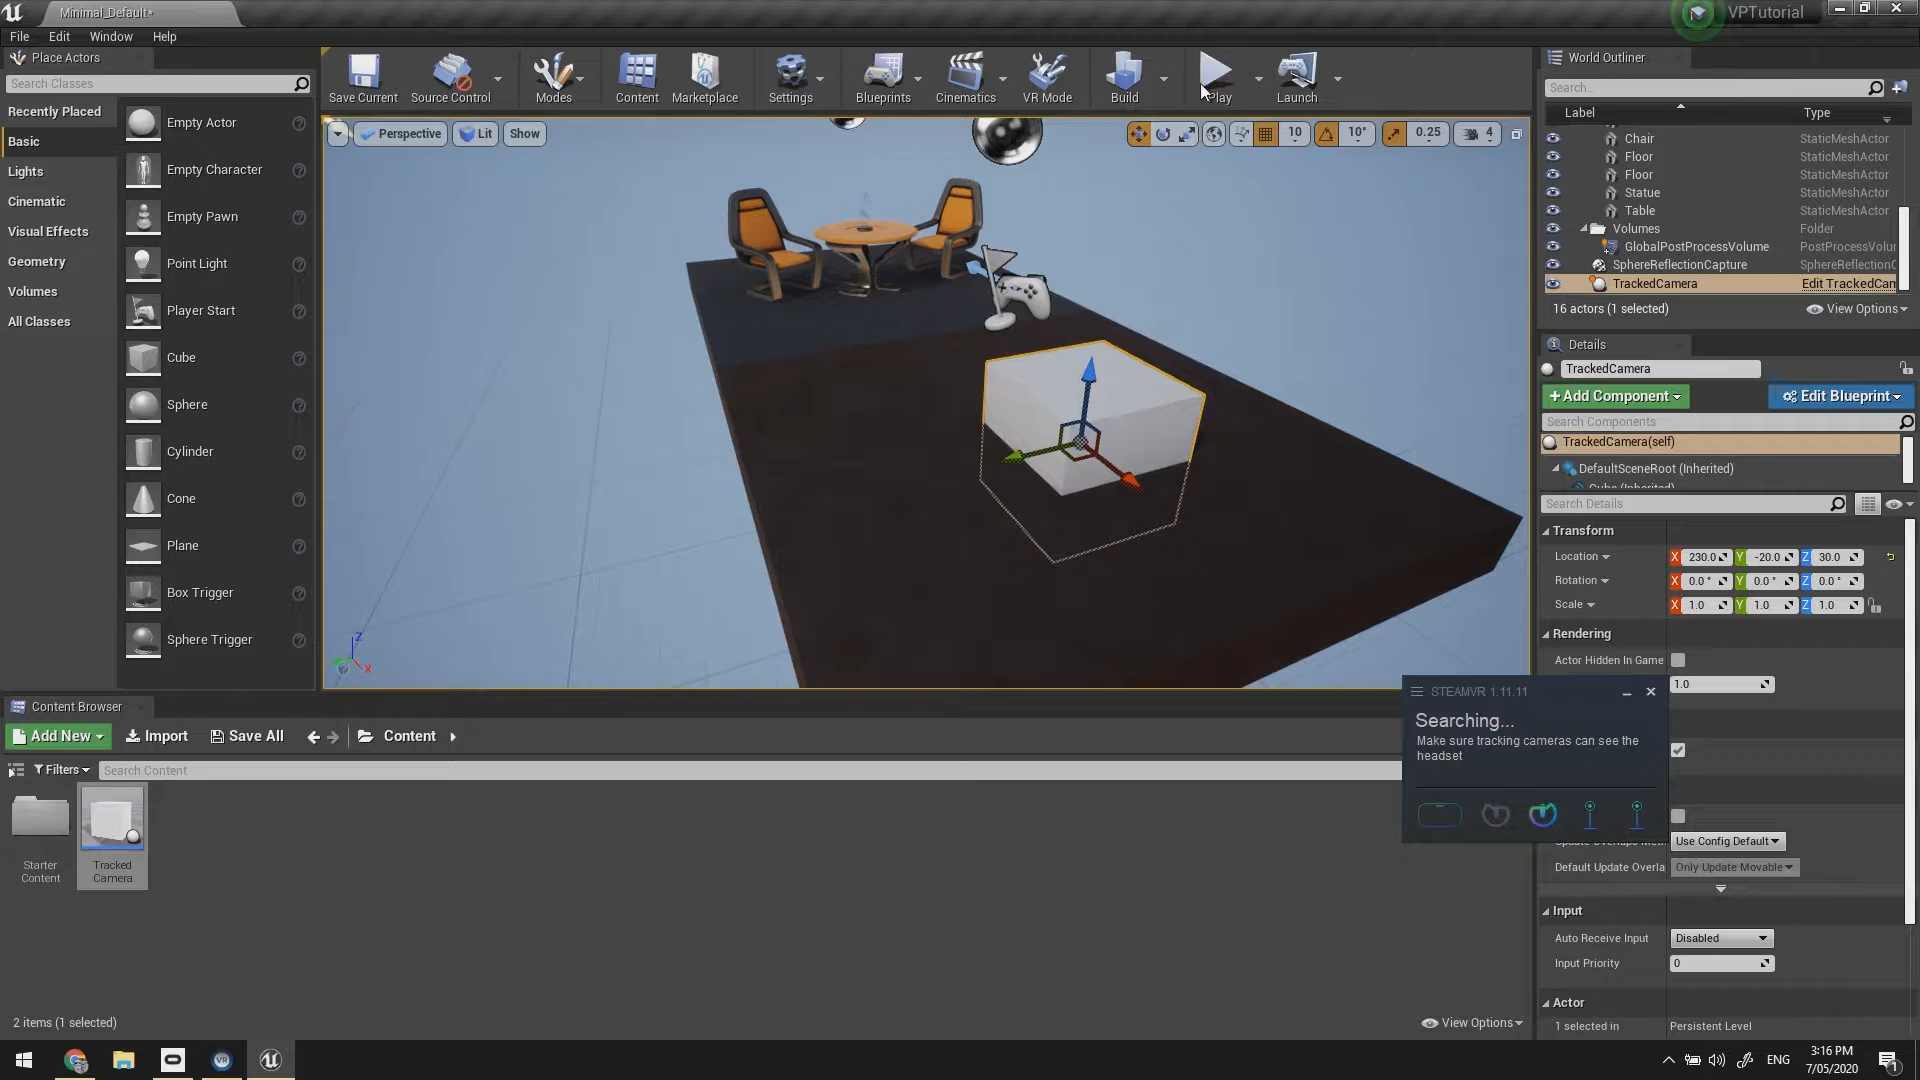 Minimal_Default*
VPTutorial
File Edit Window Help
Place Actors
Search Classes
Recently Placed
Basic
Lights
Cinematic
Visual Effects
Geometry
Volumes
All Classes
Empty Actor
Empty Character
Empty Pawn
Point Light
Player Start
Cube
Sphere
Cylinder
Cone
Plane
Box Trigger
Sphere Trigger
Save Current
Source Control
Modes
Content
Marketplace
Settings
Blueprints
Cinematics
VR Mode
Build
Play
Launch
Perspective Lit Show
10 10° 0.25 4
Z
X
World Outliner
Search...
Label Type
Chair StaticMeshActor
Floor StaticMeshActor
Floor StaticMeshActor
Statue StaticMeshActor
Table StaticMeshActor
Volumes Folder
GlobalPostProcessVolume PostProcessVolu
SphereReflectionCapture SphereReflectionC
TrackedCamera Edit TrackedCam
16 actors (1 selected) View Options
Details
TrackedCamera
+Add Component Edit Blueprint
Search Components
TrackedCamera(self)
DefaultSceneRoot (Inherited)
Cube (Inherited)
Search Details
Transform
Location X 230.0 Y -20.0 Z 30.0
Rotation X 0.0° Y 0.0° Z 0.0°
Scale X 1.0 Y 1.0 Z 1.0
Rendering
Actor Hidden In Game
1.0
Use Config Default
Default Update Overla Only Update Movable
Input
Auto Receive Input Disabled
Input Priority 0
Actor
1 selected in Persistent Level
STEAMVR 1.11.11
Searching...
Make sure tracking cameras can see the
headset
Content Browser
Add New Import Save All Content
Filters Search Content
Starter
Content
Tracked
Camera
2 items (1 selected)
View Options
VR
ENG
3:16 PM
7/05/2020
1